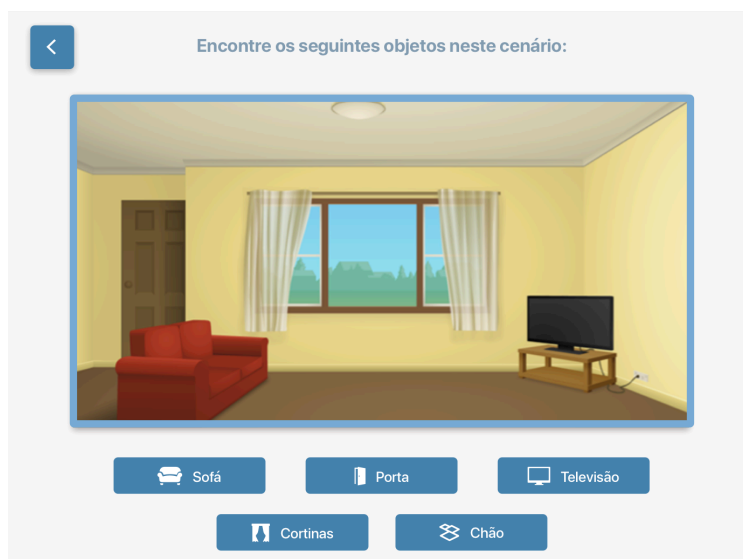 Encontre os seguintes objetos neste cenário:
Sofá
Porta
Televisão
Cortinas
Chão